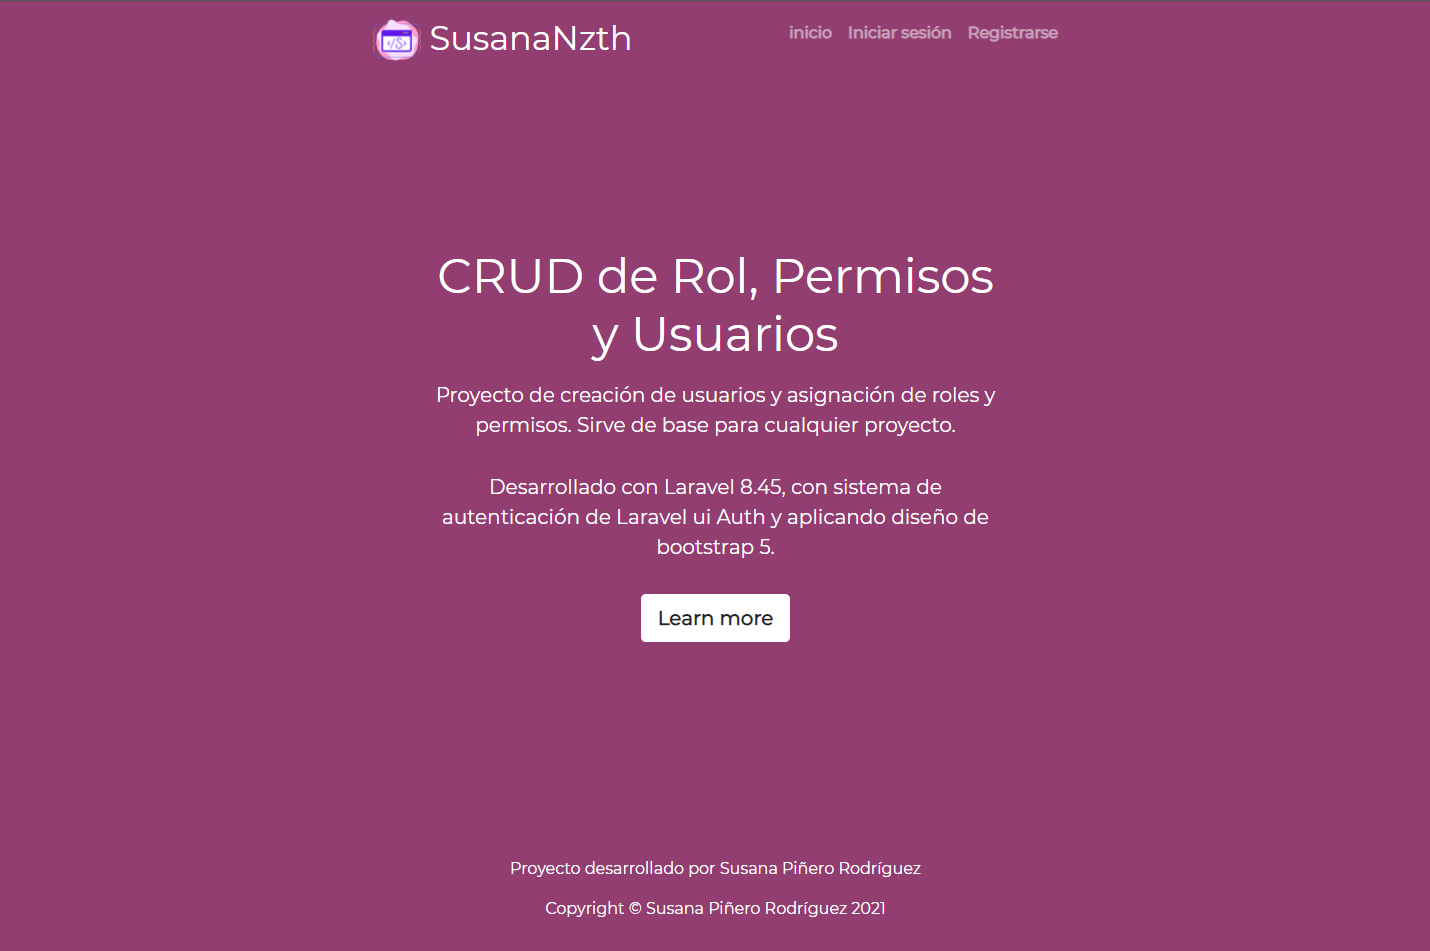 SusanaNzth
inicio Iniciar sesión Registrarse
CRUD de Rol, Permisos
y Usuarios
Proyecto de creación de usuarios y asignación de roles y
permisos. Sirve de base para cualquier proyecto.
Desarrollado con Laravel 8.45, con sistema de
autenticación de Laravel ui Auth y aplicando diseño de
bootstrap 5.
Learn more
Proyecto desarrollado por Susana Piñero Rodríguez
Copyright © Susana Piñero Rodríguez 2021